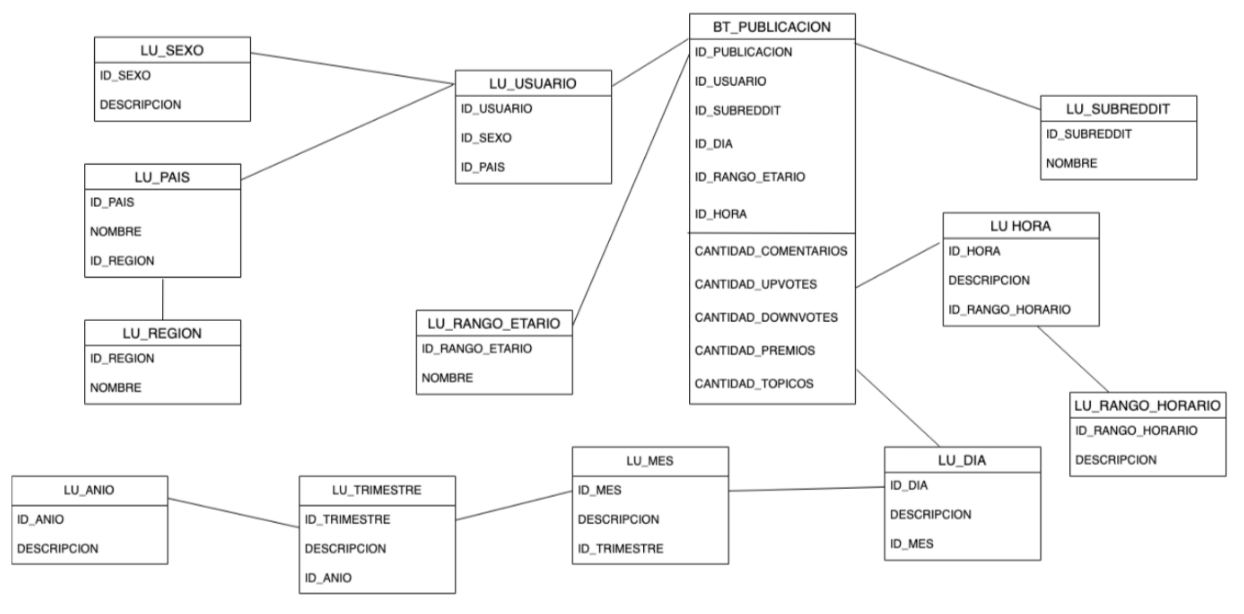 LU_SEXO
ID_SEXO
DESCRIPCION
LU_USUARIO
ID_USUARIO
ID_SEXO
ID_PAIS
BT_PUBLICACION
ID_PUBLICACION
ID_USUARIO
ID_SUBREDDIT
ID_DIA
ID_RANGO_ETARIO
ID_HORA
CANTIDAD_COMENTARIOS
CANTIDAD_UPVOTES
CANTIDAD_DOWNVOTES
CANTIDAD_PREMIOS
CANTIDAD_TOPICOS
LU_SUBREDDIT
ID_SUBREDDIT
NOMBRE
LU_PAIS
ID_PAIS
NOMBRE
ID_REGION
LU HORA
ID_HORA
DESCRIPCION
ID_RANGO_HORARIO
LU_REGION
ID_REGION
NOMBRE
LU_RANGO_ETARIO
ID_RANGO_ETARIO
NOMBRE
LU_RANGO_HORARIO
ID_RANGO_HORARIO
DESCRIPCION
LU_ANIO
ID_ANIO
DESCRIPCION
LU_TRIMESTRE
ID_TRIMESTRE
DESCRIPCION
ID_ANIO
LU_MES
ID_MES
DESCRIPCION
ID_TRIMESTRE
LU_DIA
ID_DIA
DESCRIPCION
ID_MES